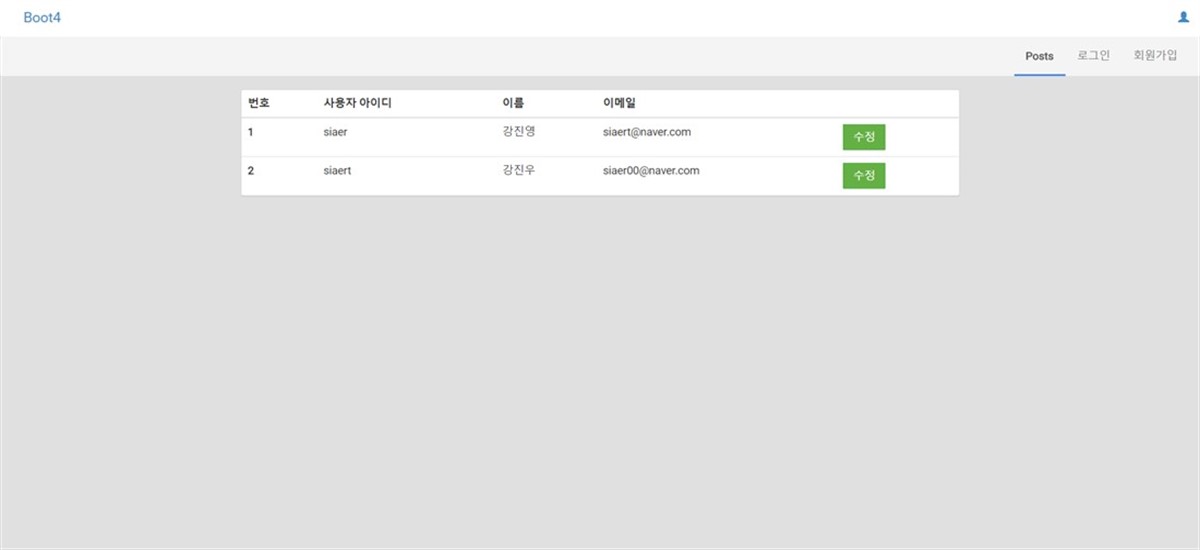 Boot4
Posts 로그인 회원가입
번호 사용자 아이디 이름 이메일
1 siaer 강진영 siaert@naver.com 수정
2 siaert 강진우 siaer00@naver.com 수정